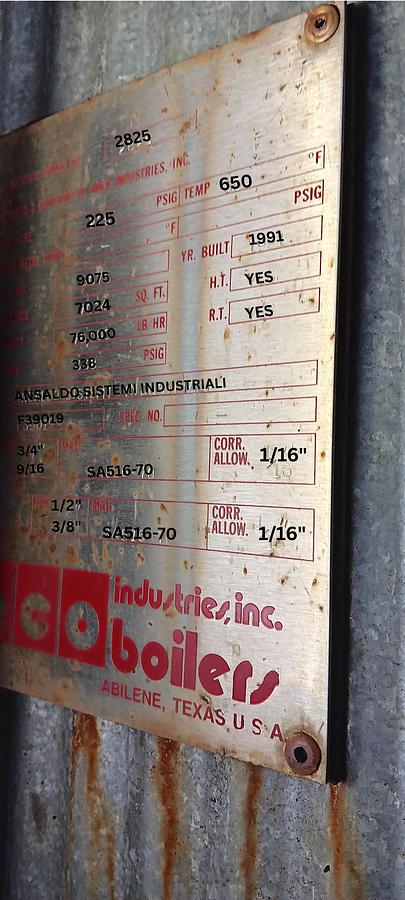 2825
INDUSTRIES, INC.
PSIG TEMP 650 °F
225 °F PSIG
YR. BUILT 1991
9075 H.T. YES
7024 SQ. FT.
R.T. YES
76,000 LB HR
338 PSIG
ANSALDO SISTEMI INDUSTRIALI
F39019 SPEC NO. —
3/4" MAT. CORR. ALLOW. 1/16"
9/16 SA516-70
1/2" MAT. CORR. ALLOW. 1/16"
3/8" SA516-70
industries, inc.
boilers
ABILENE, TEXAS U S A